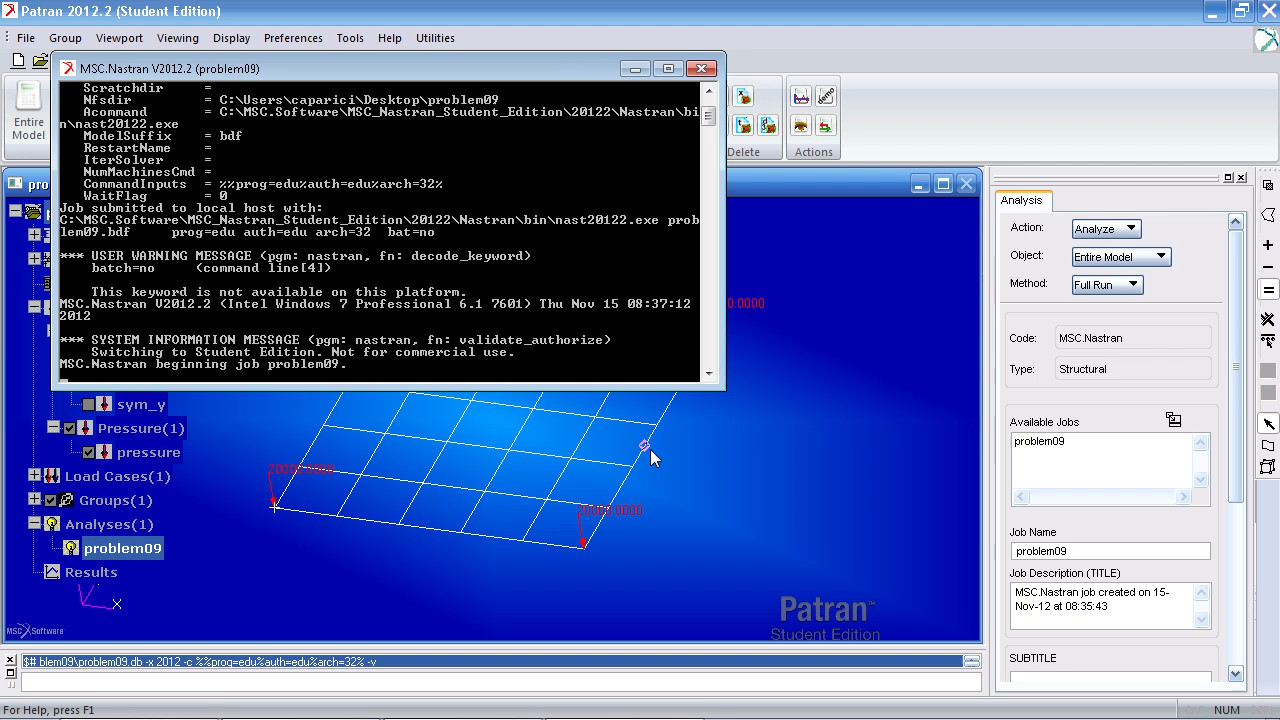 Patran 2012.2 (Student Edition)
File Group Viewport Viewing Display Preferences Tools Help Utilities
MSC.Nastran V2012.2 (problem09)
Entire
Model
Delete
Actions
Scratchdir =
Nfsdir = C:\Users\caparici\Desktop\problem09
Acommand = C:\MSC.Software\MSC_Nastran_Student_Edition\20122\Nastran\bi
n\nast20122.exe
ModelSuffix = bdf
RestartName =
IterSolver =
NumMachinesCmd =
CommandInputs = %%prog=edu%auth=edu%arch=32%
WaitFlag = 0
Job submitted to local host with:
C:\MSC.Software\MSC_Nastran_Student_Edition\20122\Nastran\bin\nast20122.exe prob
lem09.bdf prog=edu auth=edu arch=32 bat=no
*** USER WARNING MESSAGE (pgm: nastran, fn: decode_keyword)
batch=no (command line[4])
This keyword is not available on this platform.
MSC.Nastran V2012.2 (Intel Windows 7 Professional 6.1 7601) Thu Nov 15 08:37:12
2012
*** SYSTEM INFORMATION MESSAGE (pgm: nastran, fn: validate_authorize)
Switching to Student Edition. Not for commercial use.
MSC.Nastran beginning job problem09.
pro
sym_y
Pressure(1)
pressure
Load Cases(1)
Groups(1)
Analyses(1)
problem09
Results
X
MSC Software
0.0000
20000.0000
20000.0000
Patran™
Student Edition
Analysis
Action: Analyze
Object: Entire Model
Method: Full Run
Code: MSC.Nastran
Type: Structural
Available Jobs
problem09
Job Name
problem09
Job Description (TITLE)
MSC.Nastran job created on 15-
Nov-12 at 08:35:43
SUBTITLE
$# blem09\problem09.db -x 2012 -c %%prog=edu%auth=edu%arch=32% -v
For Help, press F1
NUM